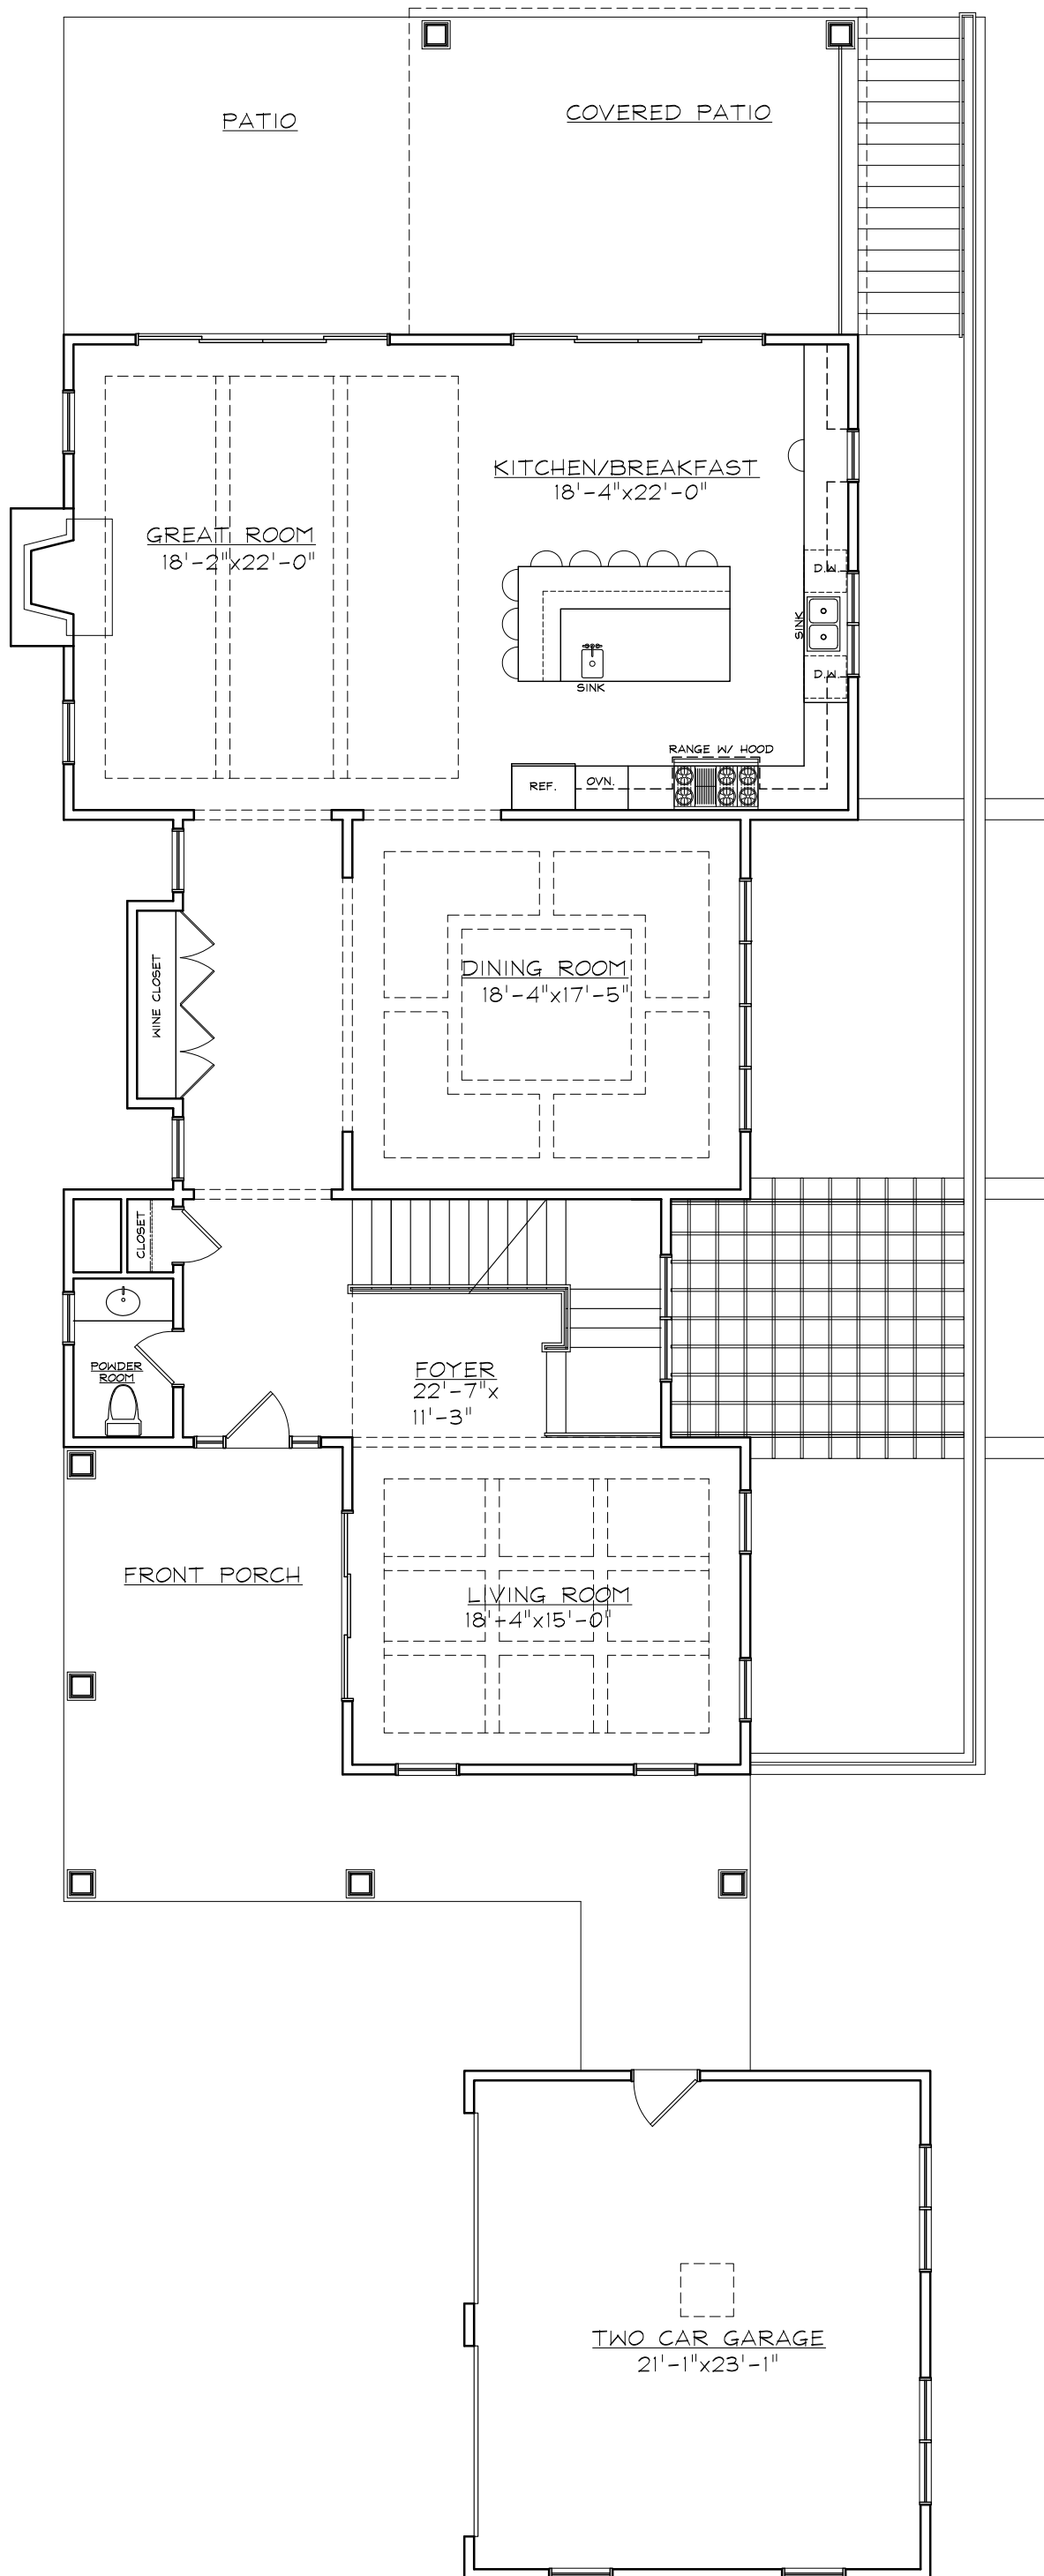 PATIO
COVERED PATIO
KITCHEN/BREAKFAST
18'-4"x22'-0"
GREAT ROOM
18'-2"x22'-0"
D.W.
SINK
D.W.
SINK
RANGE W/ HOOD
REF.
OVN.
WINE CLOSET
DINING ROOM
18'-4"x17'-5"
CLOSET
POWDER
ROOM
FOYER
22'-7"x
11'-3"
FRONT PORCH
LIVING ROOM
18'-4"x15'-0"
TWO CAR GARAGE
21'-1"x23'-1"